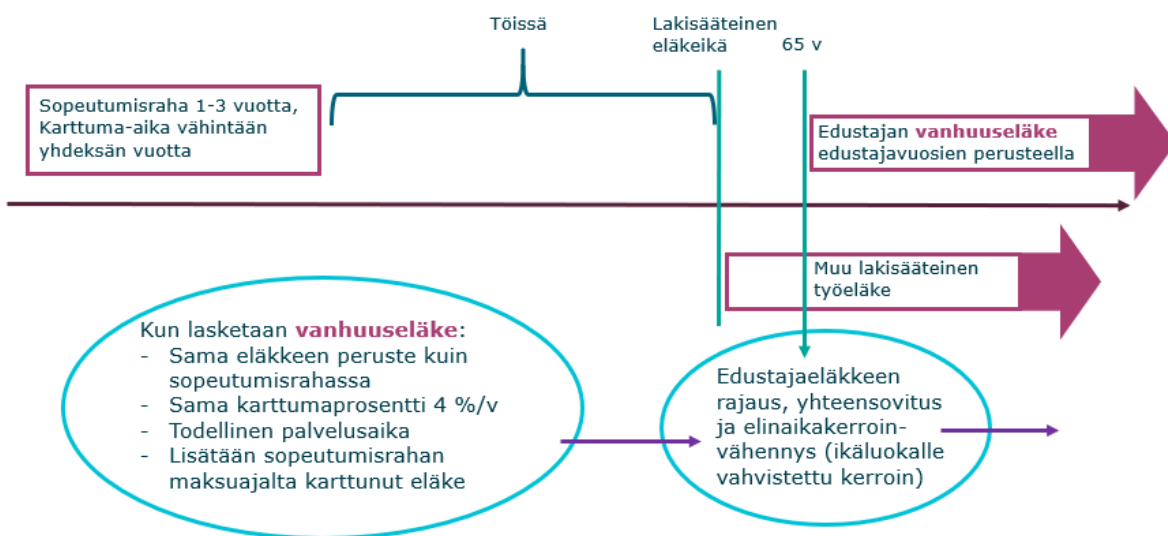 Töissä
Lakisääteinen
eläkeikä
65 v
Sopeutumisraha 1-3 vuotta,
Karttuma-aika vähintään
yhdeksän vuotta
Edustajan vanhuuseläke
edustajavuosien perusteella
Muu lakisääteinen
työeläke
Kun lasketaan vanhuuseläke:
- Sama eläkkeen peruste kuin
sopeutumisrahassa
- Sama karttumaprosentti 4 %/v
- Todellinen palvelusaika
- Lisätään sopeutumisrahan
maksuajalta karttunut eläke
Edustajaeläkkeen
rajaus, yhteensovitus
ja elinaikakerroin-
vähennys (ikäluokalle
vahvistettu kerroin)